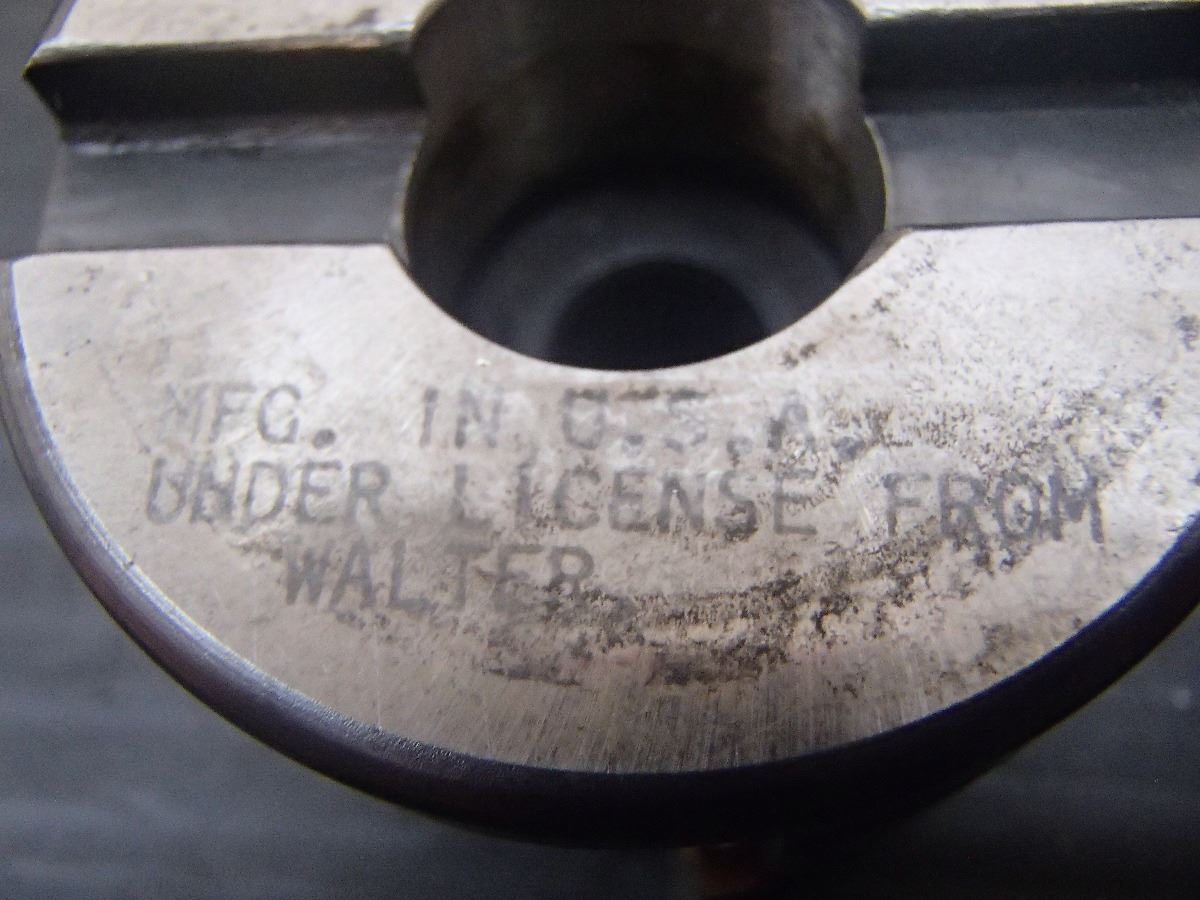 MFG. IN U.S.A.
UNDER LICENSE FROM
WALTER